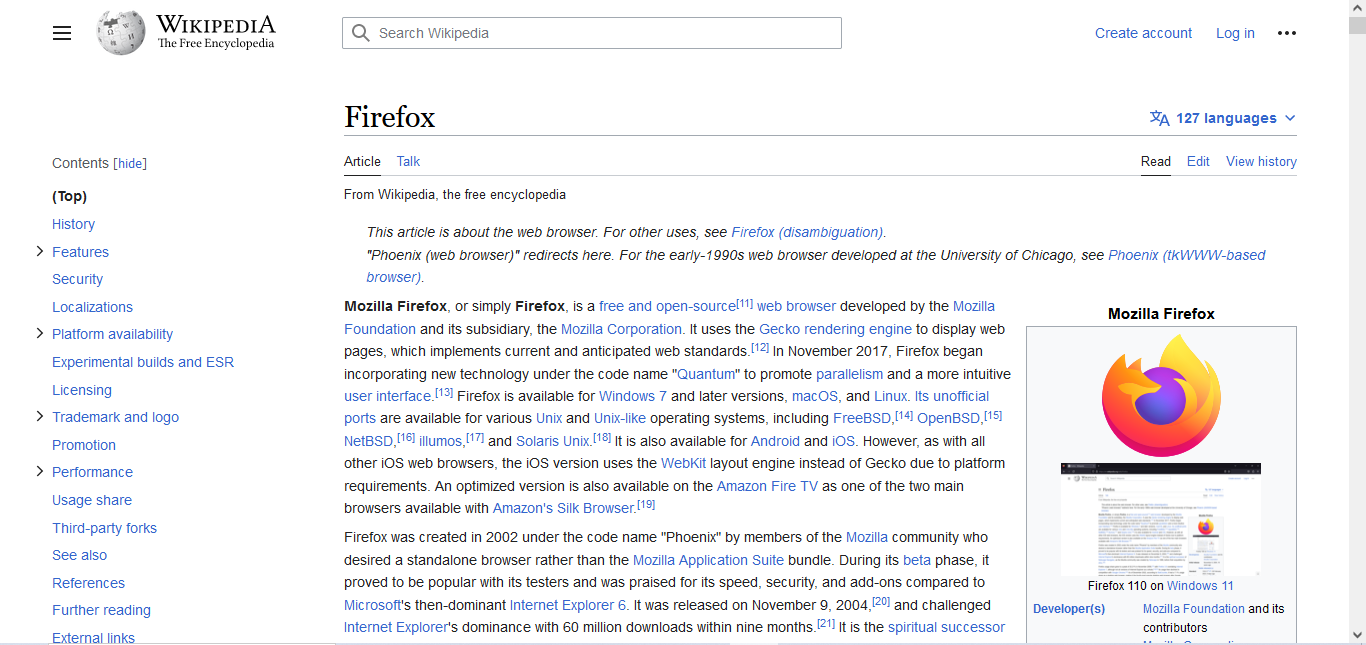 WIKIPEDIA
The Free Encyclopedia
Search Wikipedia
Create account
Log in
Firefox
127 languages
Article
Talk
Read
Edit
View history
From Wikipedia, the free encyclopedia
Contents [hide]
(Top)
History
Features
Security
Localizations
Platform availability
Experimental builds and ESR
Licensing
Trademark and logo
Promotion
Performance
Usage share
Third-party forks
See also
References
Further reading
External links
This article is about the web browser. For other uses, see Firefox (disambiguation).
"Phoenix (web browser)" redirects here. For the early-1990s web browser developed at the University of Chicago, see Phoenix (tkWWW-based
browser).
Mozilla Firefox, or simply Firefox, is a free and open-source[11] web browser developed by the Mozilla
Foundation and its subsidiary, the Mozilla Corporation. It uses the Gecko rendering engine to display web
pages, which implements current and anticipated web standards.[12] In November 2017, Firefox began
incorporating new technology under the code name "Quantum" to promote parallelism and a more intuitive
user interface.[13] Firefox is available for Windows 7 and later versions, macOS, and Linux. Its unofficial
ports are available for various Unix and Unix-like operating systems, including FreeBSD,[14] OpenBSD,[15]
NetBSD,[16] illumos,[17] and Solaris Unix.[18] It is also available for Android and iOS. However, as with all
other iOS web browsers, the iOS version uses the WebKit layout engine instead of Gecko due to platform
requirements. An optimized version is also available on the Amazon Fire TV as one of the two main
browsers available with Amazon's Silk Browser.[19]
Firefox was created in 2002 under the code name "Phoenix" by members of the Mozilla community who
desired a standalone browser rather than the Mozilla Application Suite bundle. During its beta phase, it
proved to be popular with its testers and was praised for its speed, security, and add-ons compared to
Microsoft's then-dominant Internet Explorer 6. It was released on November 9, 2004,[20] and challenged
Internet Explorer's dominance with 60 million downloads within nine months.[21] It is the spiritual successor
Mozilla Firefox
Firefox 110 on Windows 11
Developer(s)
Mozilla Foundation and its
contributors